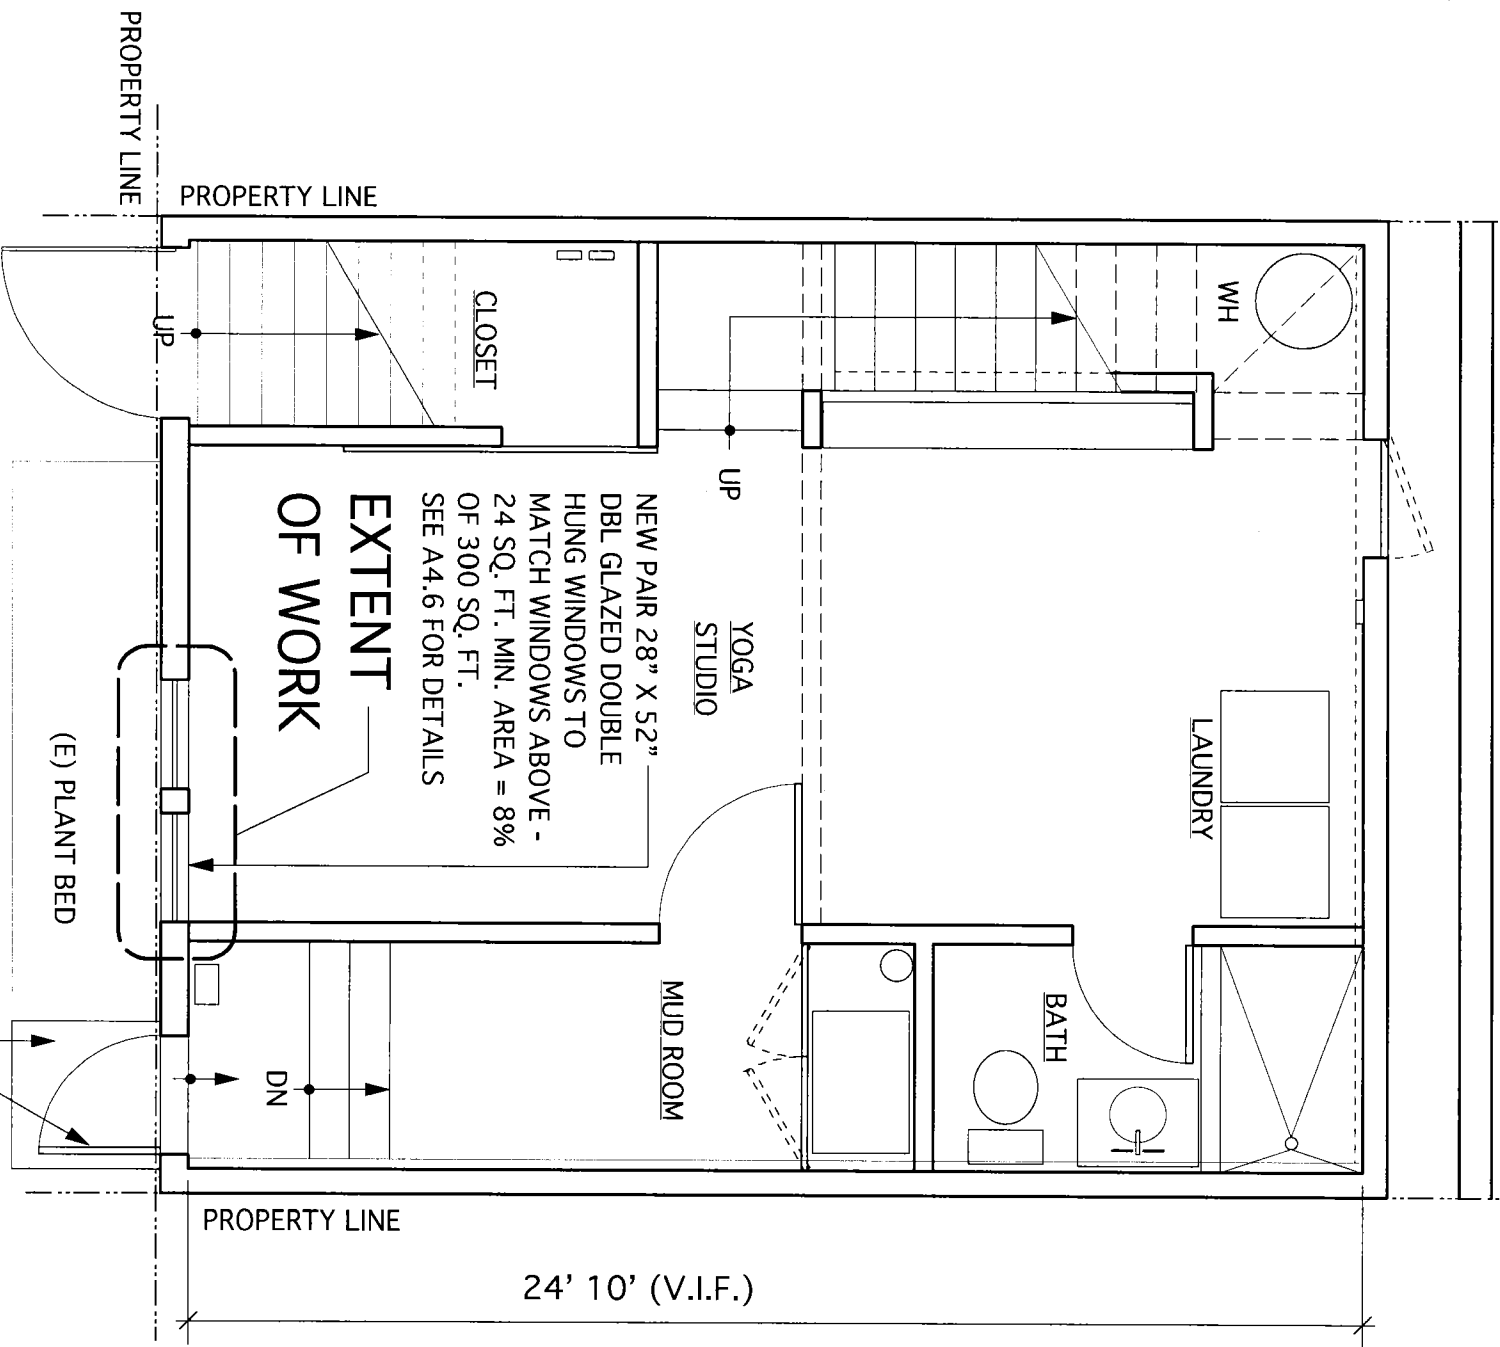 PROPERTY LINE
PROPERTY LINE
WH
CLOSET
UP
UP
NEW PAIR 28" X 52"
DBL GLAZED DOUBLE
HUNG WINDOWS TO
MATCH WINDOWS ABOVE -
24 SQ. FT. MIN. AREA = 8%
OF 300 SQ. FT.
SEE A4.6 FOR DETAILS
EXTENT
OF WORK
YOGA
STUDIO
LAUNDRY
(E) PLANT BED
MUD ROOM
BATH
DN
PROPERTY LINE
24' 10' (V.I.F.)